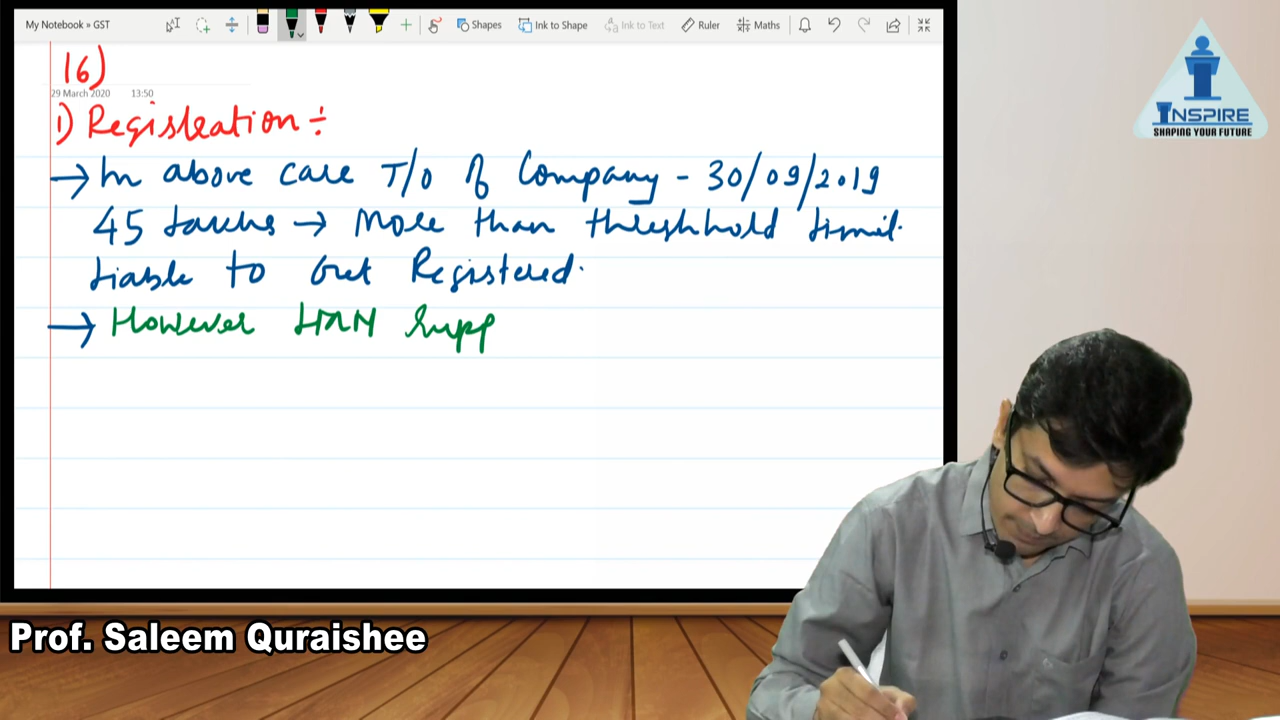 My Notebook » GST
Shapes
Ink to Shape
Ink to Text
Ruler
Maths
16)
29 March 2020 13:50
1) Registration ÷
→ In above case T/O of Company - 30/09/2019
45 Lakhs → More than threshhold Limit.
Liable to Get Registered.
→ However supp
INSPIRE
SHAPING YOUR FUTURE
Prof. Saleem Quraishee